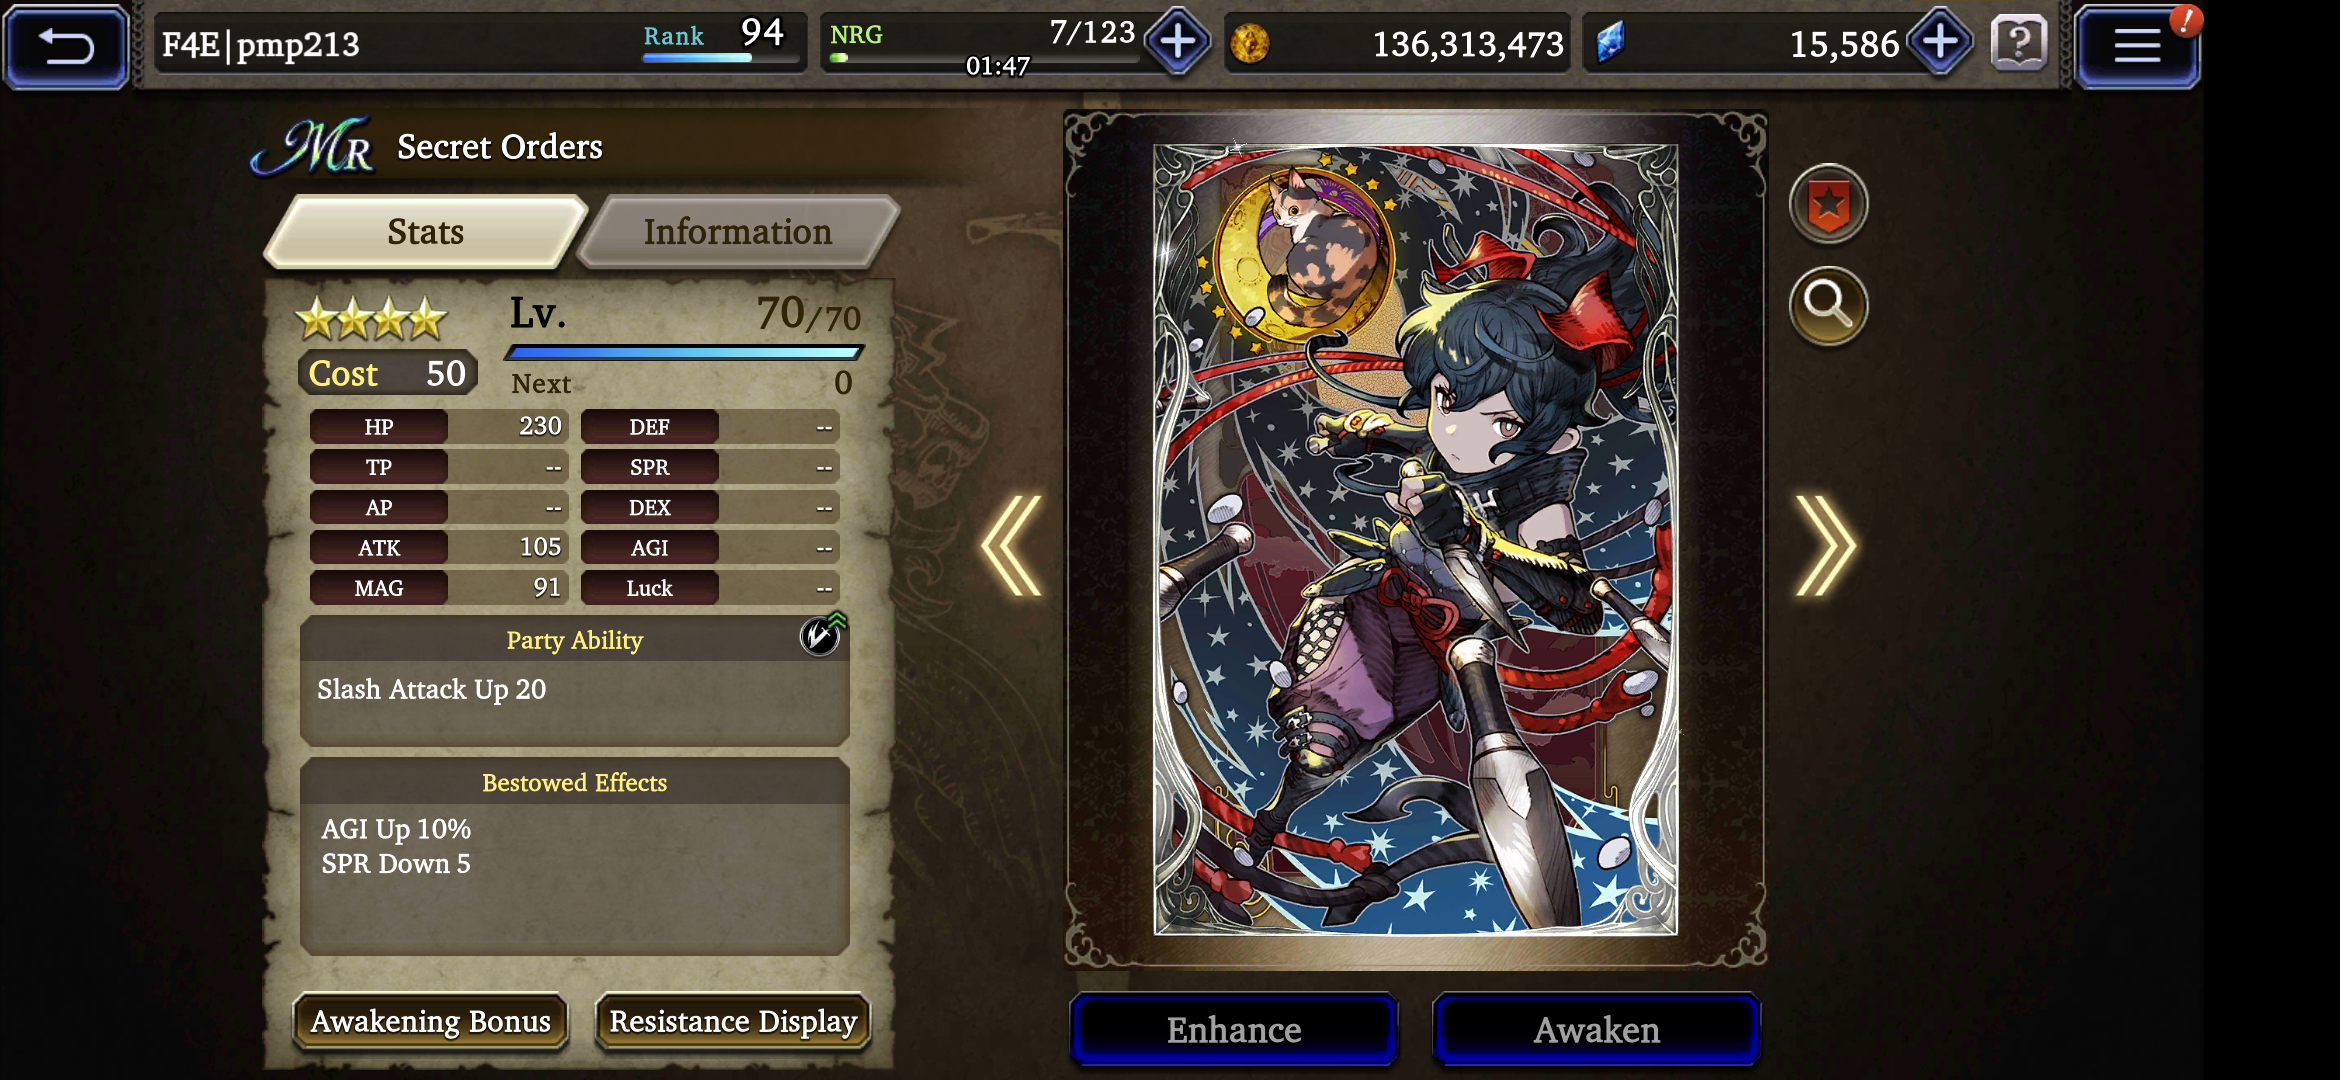 F4E|pmp213
Rank 94
NRG 7/123
01:47
136,313,473
15,586
?
!
MR Secret Orders
Stats
Information
Lv. 70/70
Cost 50
Next 0
HP 230 DEF --
TP -- SPR --
AP -- DEX --
ATK 105 AGI --
MAG 91 Luck --
Party Ability
Slash Attack Up 20
Bestowed Effects
AGI Up 10%
SPR Down 5
Awakening Bonus
Resistance Display
Enhance
Awaken